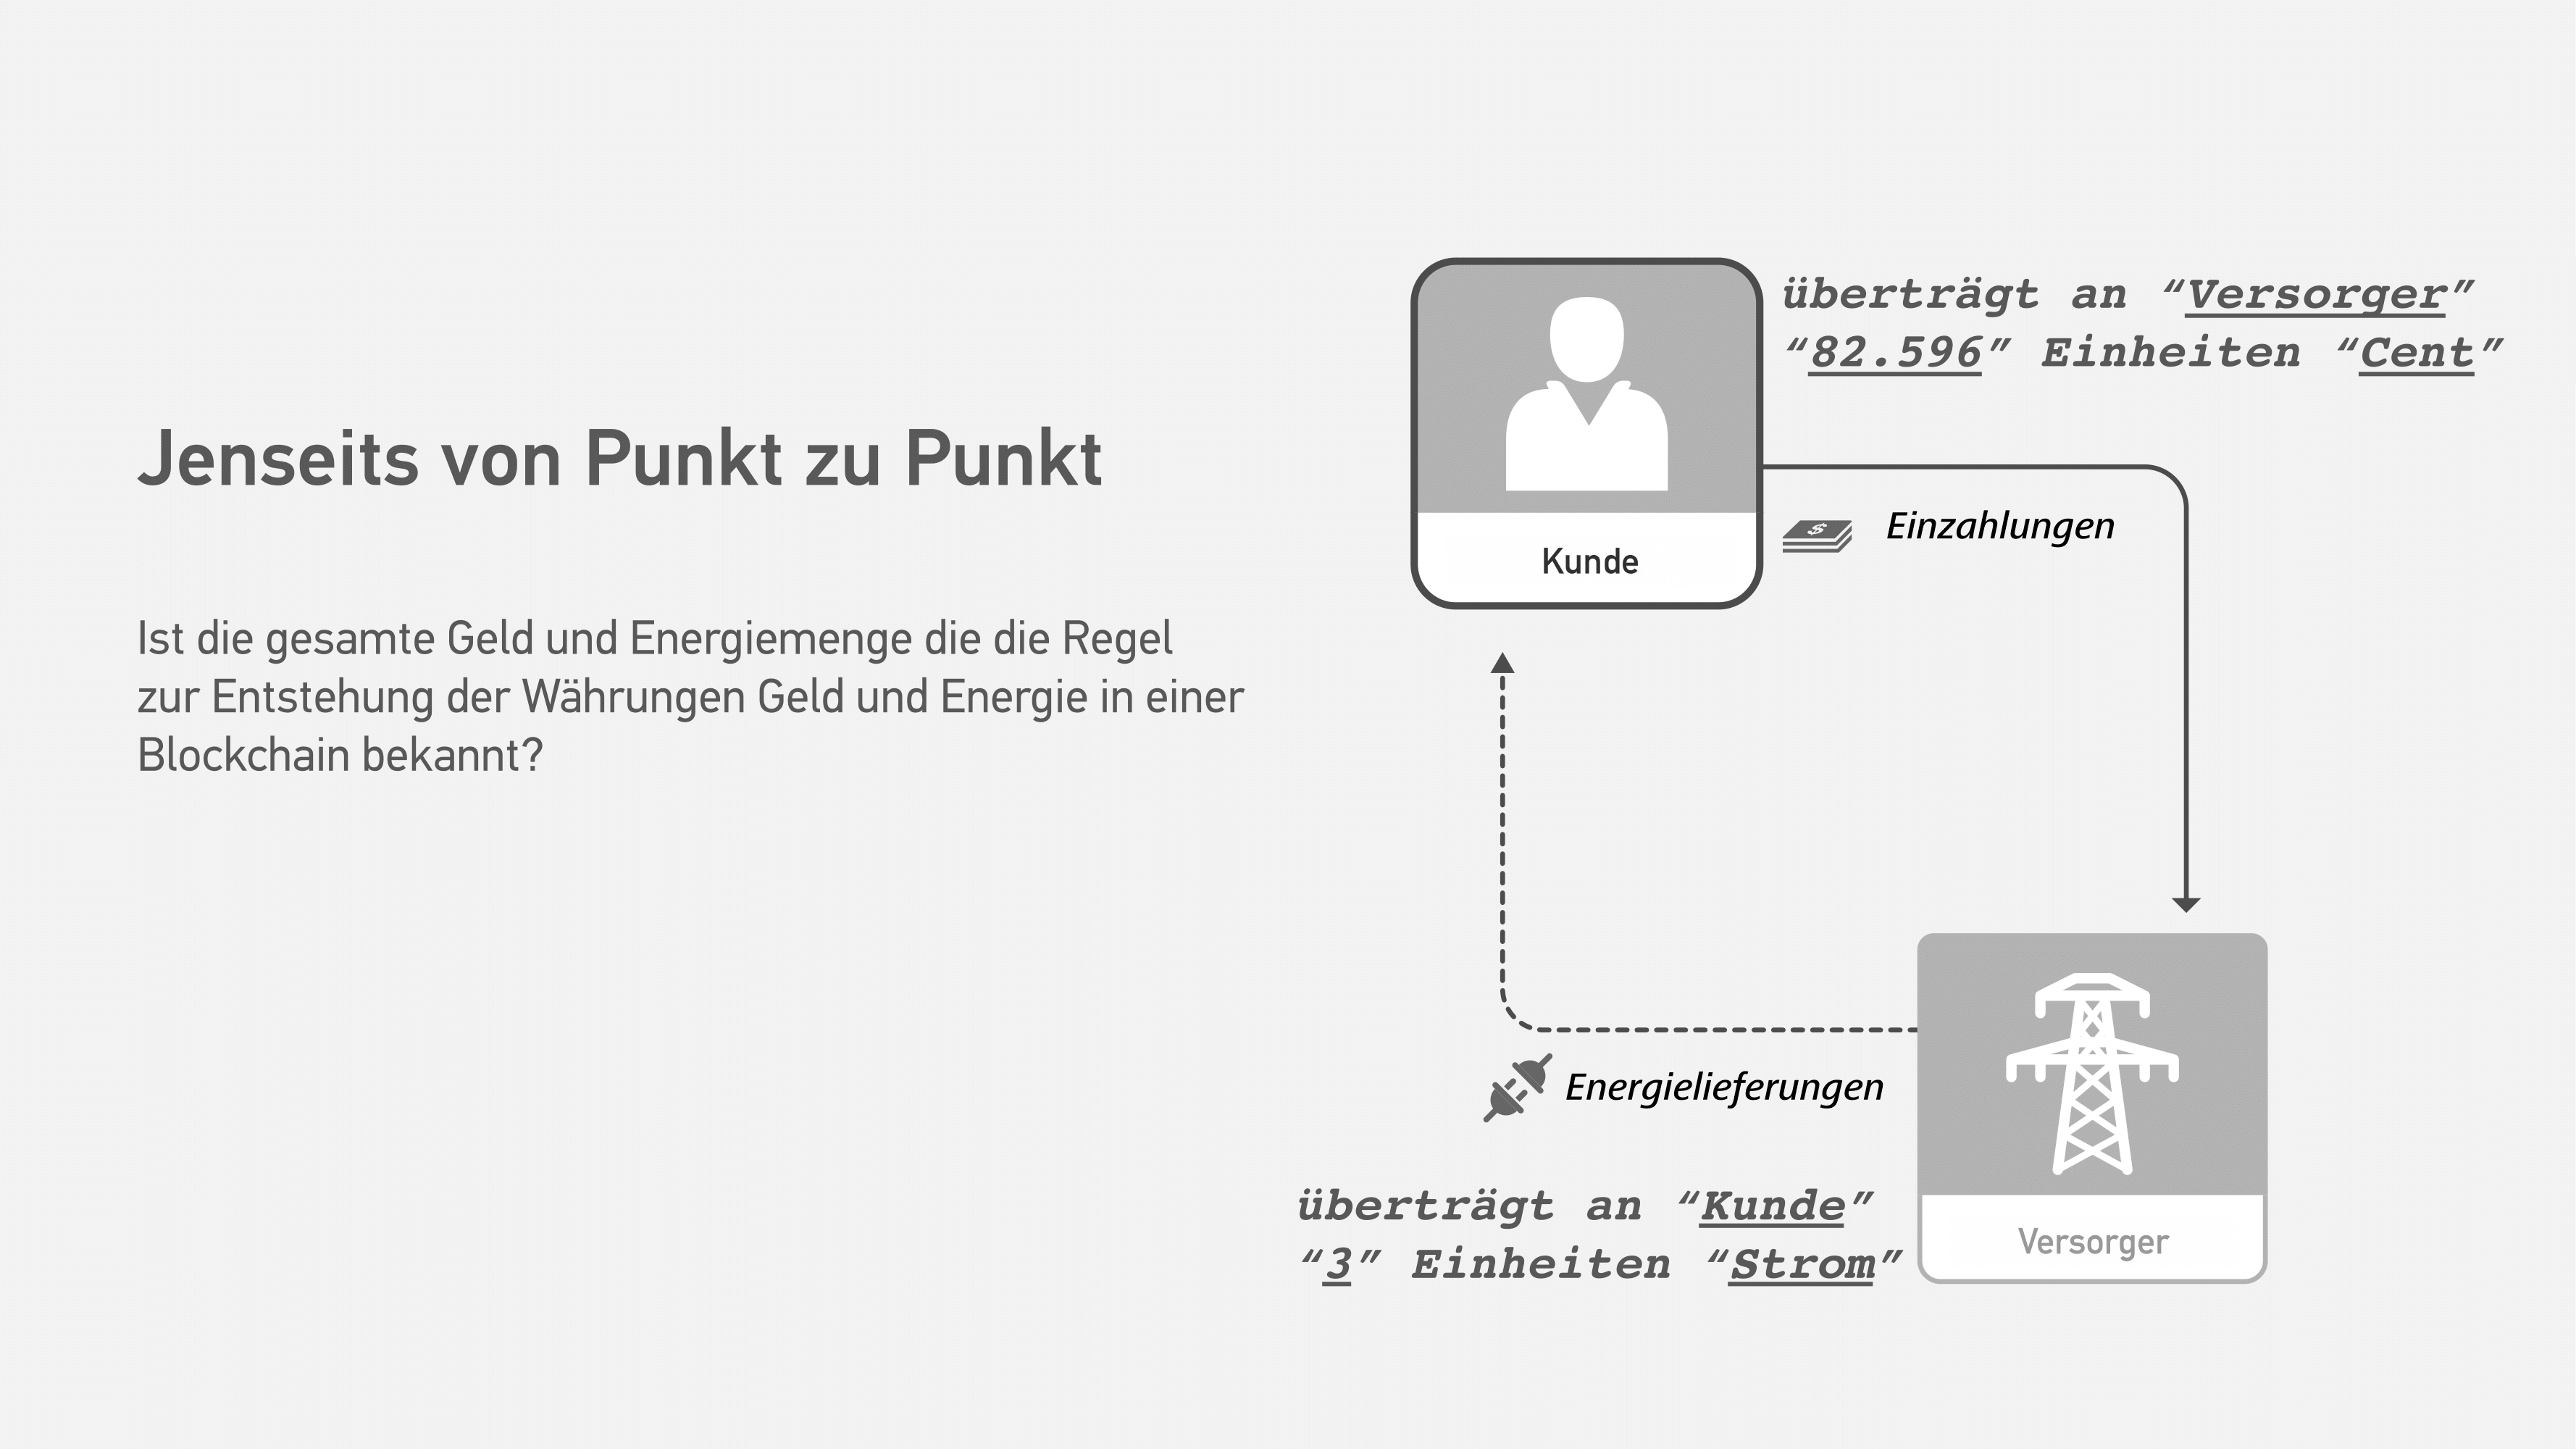 Jenseits von Punkt zu Punkt
Ist die gesamte Geld und Energiemenge die die Regel
zur Entstehung der Währungen Geld und Energie in einer
Blockchain bekannt?
überträgt an “Versorger”
“82.596” Einheiten “Cent”
$
Einzahlungen
Kunde
Energielieferungen
überträgt an “Kunde”
“3” Einheiten “Strom”
Versorger